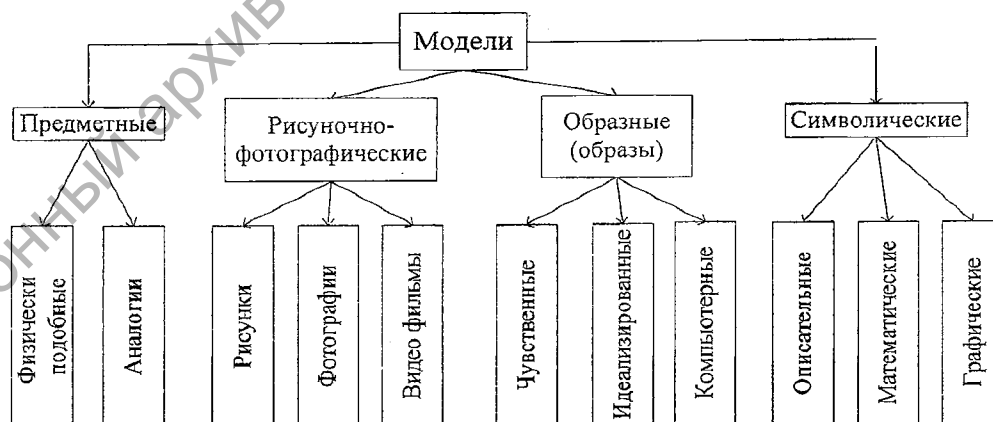 Модели
Предметные
Рисуночно-
фотографические
Образные
(образы)
Символические
Физически
подобные
Аналогии
Рисунки
Фотографии
Видео фильмы
Чувственные
Идеализированные
Компьютерные
Описательные
Математические
Графические